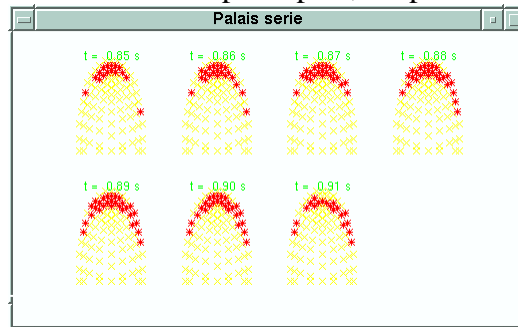 Palais serie
t = 0.85 s t = 0.86 s t = 0.87 s t = 0.88 s
t = 0.89 s t = 0.90 s t = 0.91 s